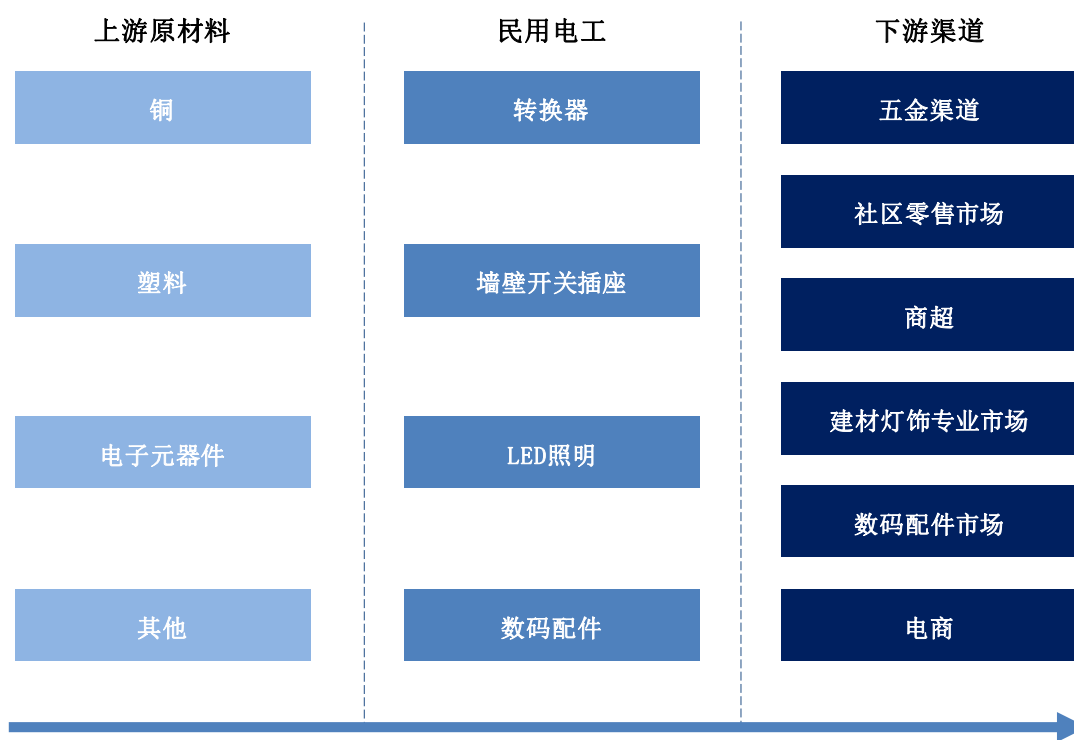 上游原材料
铜
塑料
电子元器件
其他
民用电工
转换器
墙壁开关插座
LED照明
数码配件
下游渠道
五金渠道
社区零售市场
商超
建材灯饰专业市场
数码配件市场
电商